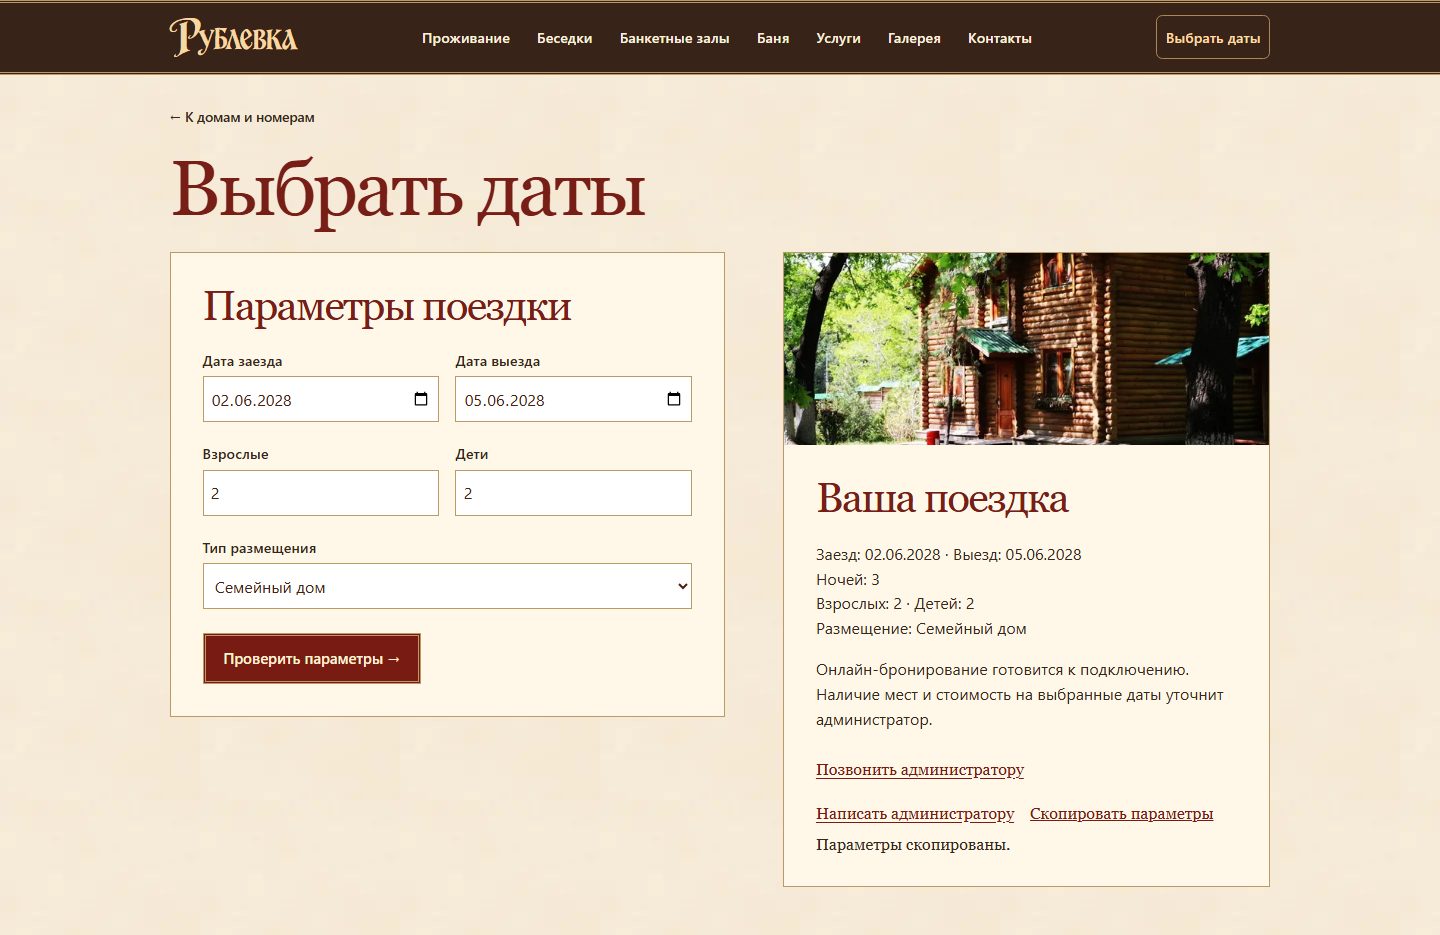 Рублевка
Проживание Беседки Банкетные залы Баня Услуги Галерея Контакты
Выбрать даты
← К домам и номерам
Выбрать даты
Параметры поездки
Дата заезда Дата выезда
02.06.2028 05.06.2028
Взрослые Дети
2 2
Тип размещения
Семейный дом
Проверить параметры →
Ваша поездка
Заезд: 02.06.2028 · Выезд: 05.06.2028
Ночей: 3
Взрослых: 2 · Детей: 2
Размещение: Семейный дом
Онлайн-бронирование готовится к подключению.
Наличие мест и стоимость на выбранные даты уточнит
администратор.
Позвонить администратору
Написать администратору Скопировать параметры
Параметры скопированы.